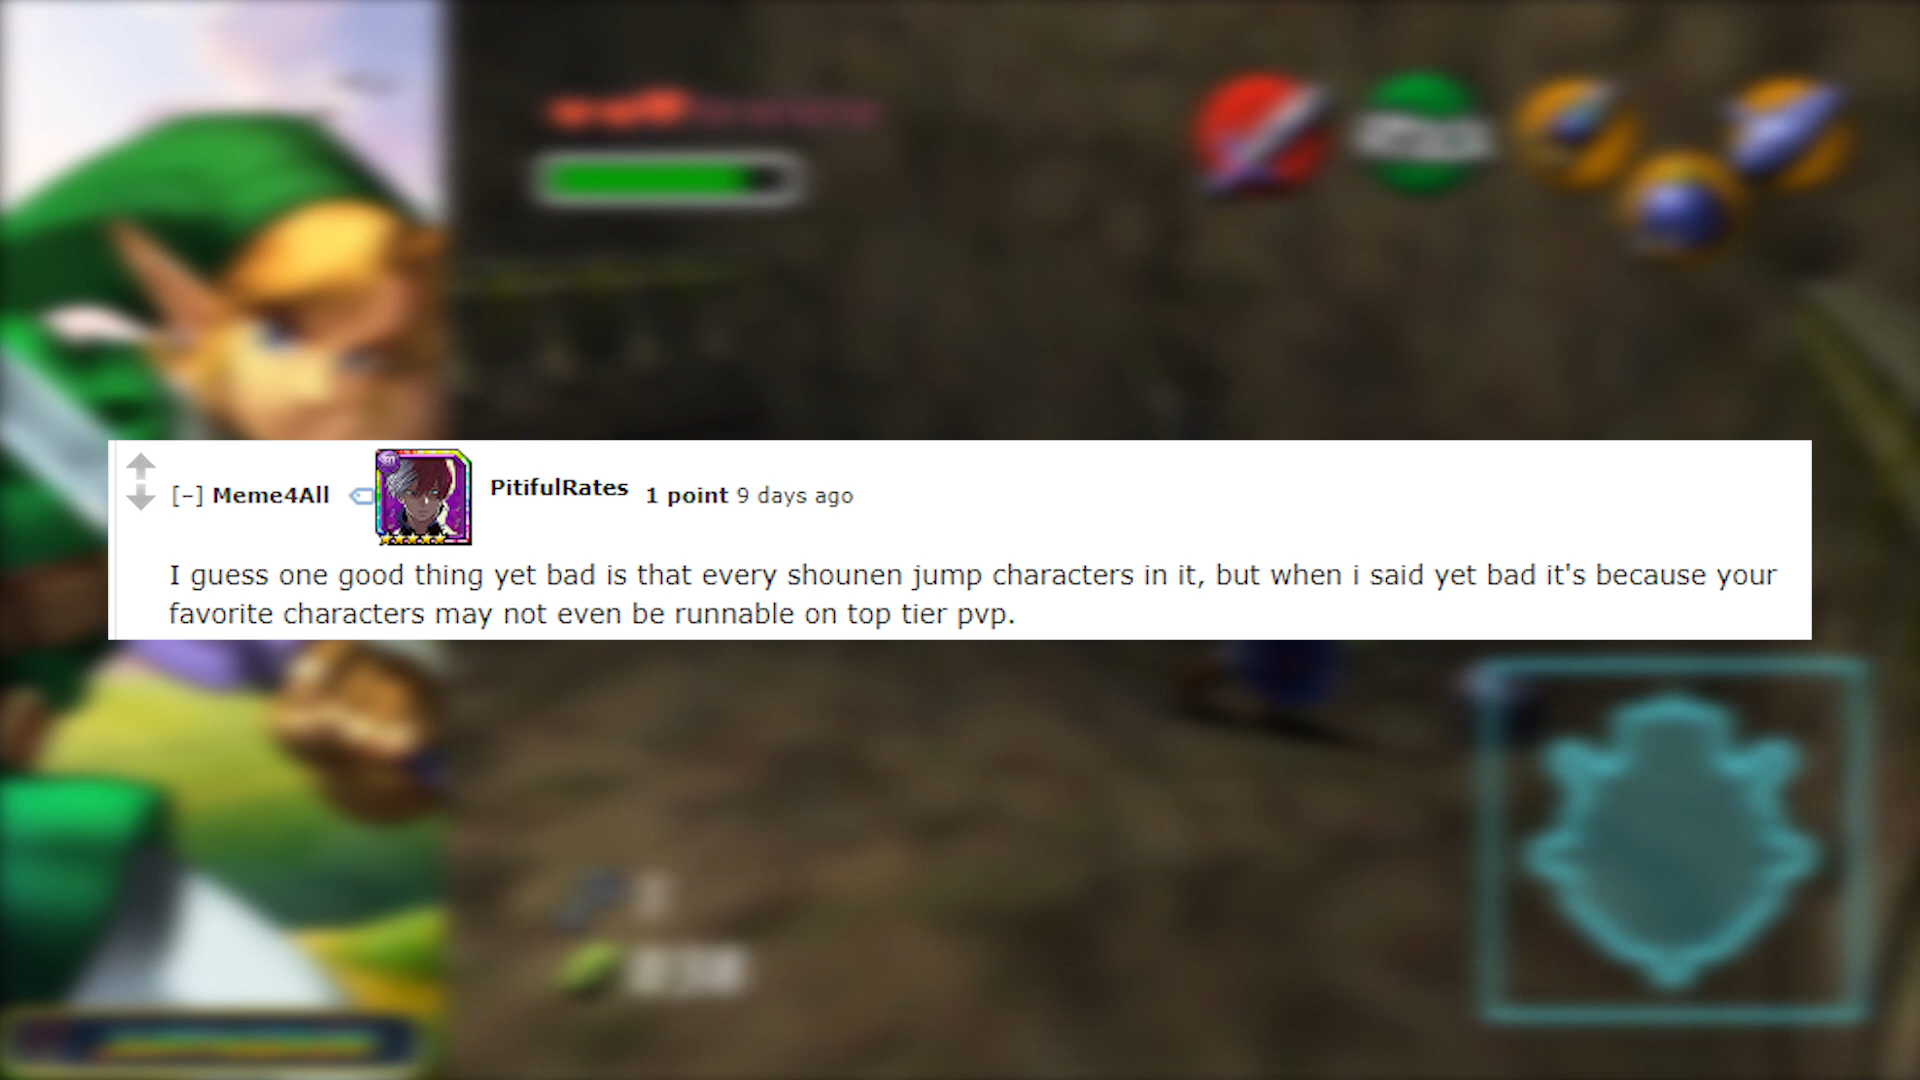 [-] Meme4All PitifulRates 1 point 9 days ago
I guess one good thing yet bad is that every shounen jump characters in it, but when i said yet bad it's because your
favorite characters may not even be runnable on top tier pvp.